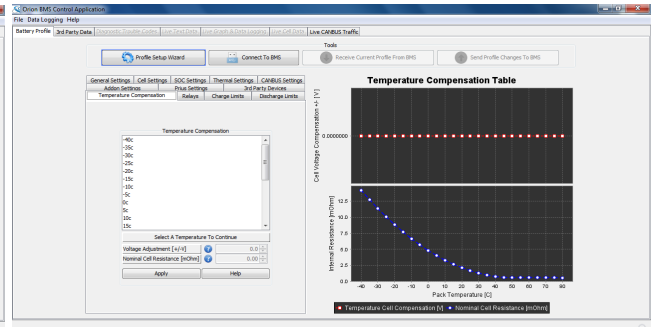 Orion BMS Control Application
File Data Logging Help
Battery Profile 3rd Party Data Diagnostic Trouble Codes Live Text Data Live Graph & Data Logging Live Cell Data Live CANBUS Traffic
Tools
Profile Setup Wizard Connect To BMS Receive Current Profile From BMS Send Profile Changes To BMS
General Settings Cell Settings SOC Settings Thermal Settings CANBUS Settings
Addon Settings Prius Settings 3rd Party Devices
Temperature Compensation Relays Charge Limits Discharge Limits
Temperature Compensation
-40c
-35c
-30c
-25c
-20c
-15c
-10c
-5c
0c
5c
10c
15c
Select A Temperature To Continue
Voltage Adjustment [+/-V] ? 0.0
Nominal Cell Resistance [mOhm] ? 0.00
Apply Help
Temperature Compensation Table
Cell Voltage Compensation +/- [V]
0.0000000
Internal Resistance [mOhm]
12.5
10.0
7.5
5.0
2.5
0.0
-40 -30 -20 -10 0 10 20 30 40 50 60 70 80
Pack Temperature [C]
Temperature Cell Compensation [V] Nominal Cell Resistance [mOhm]